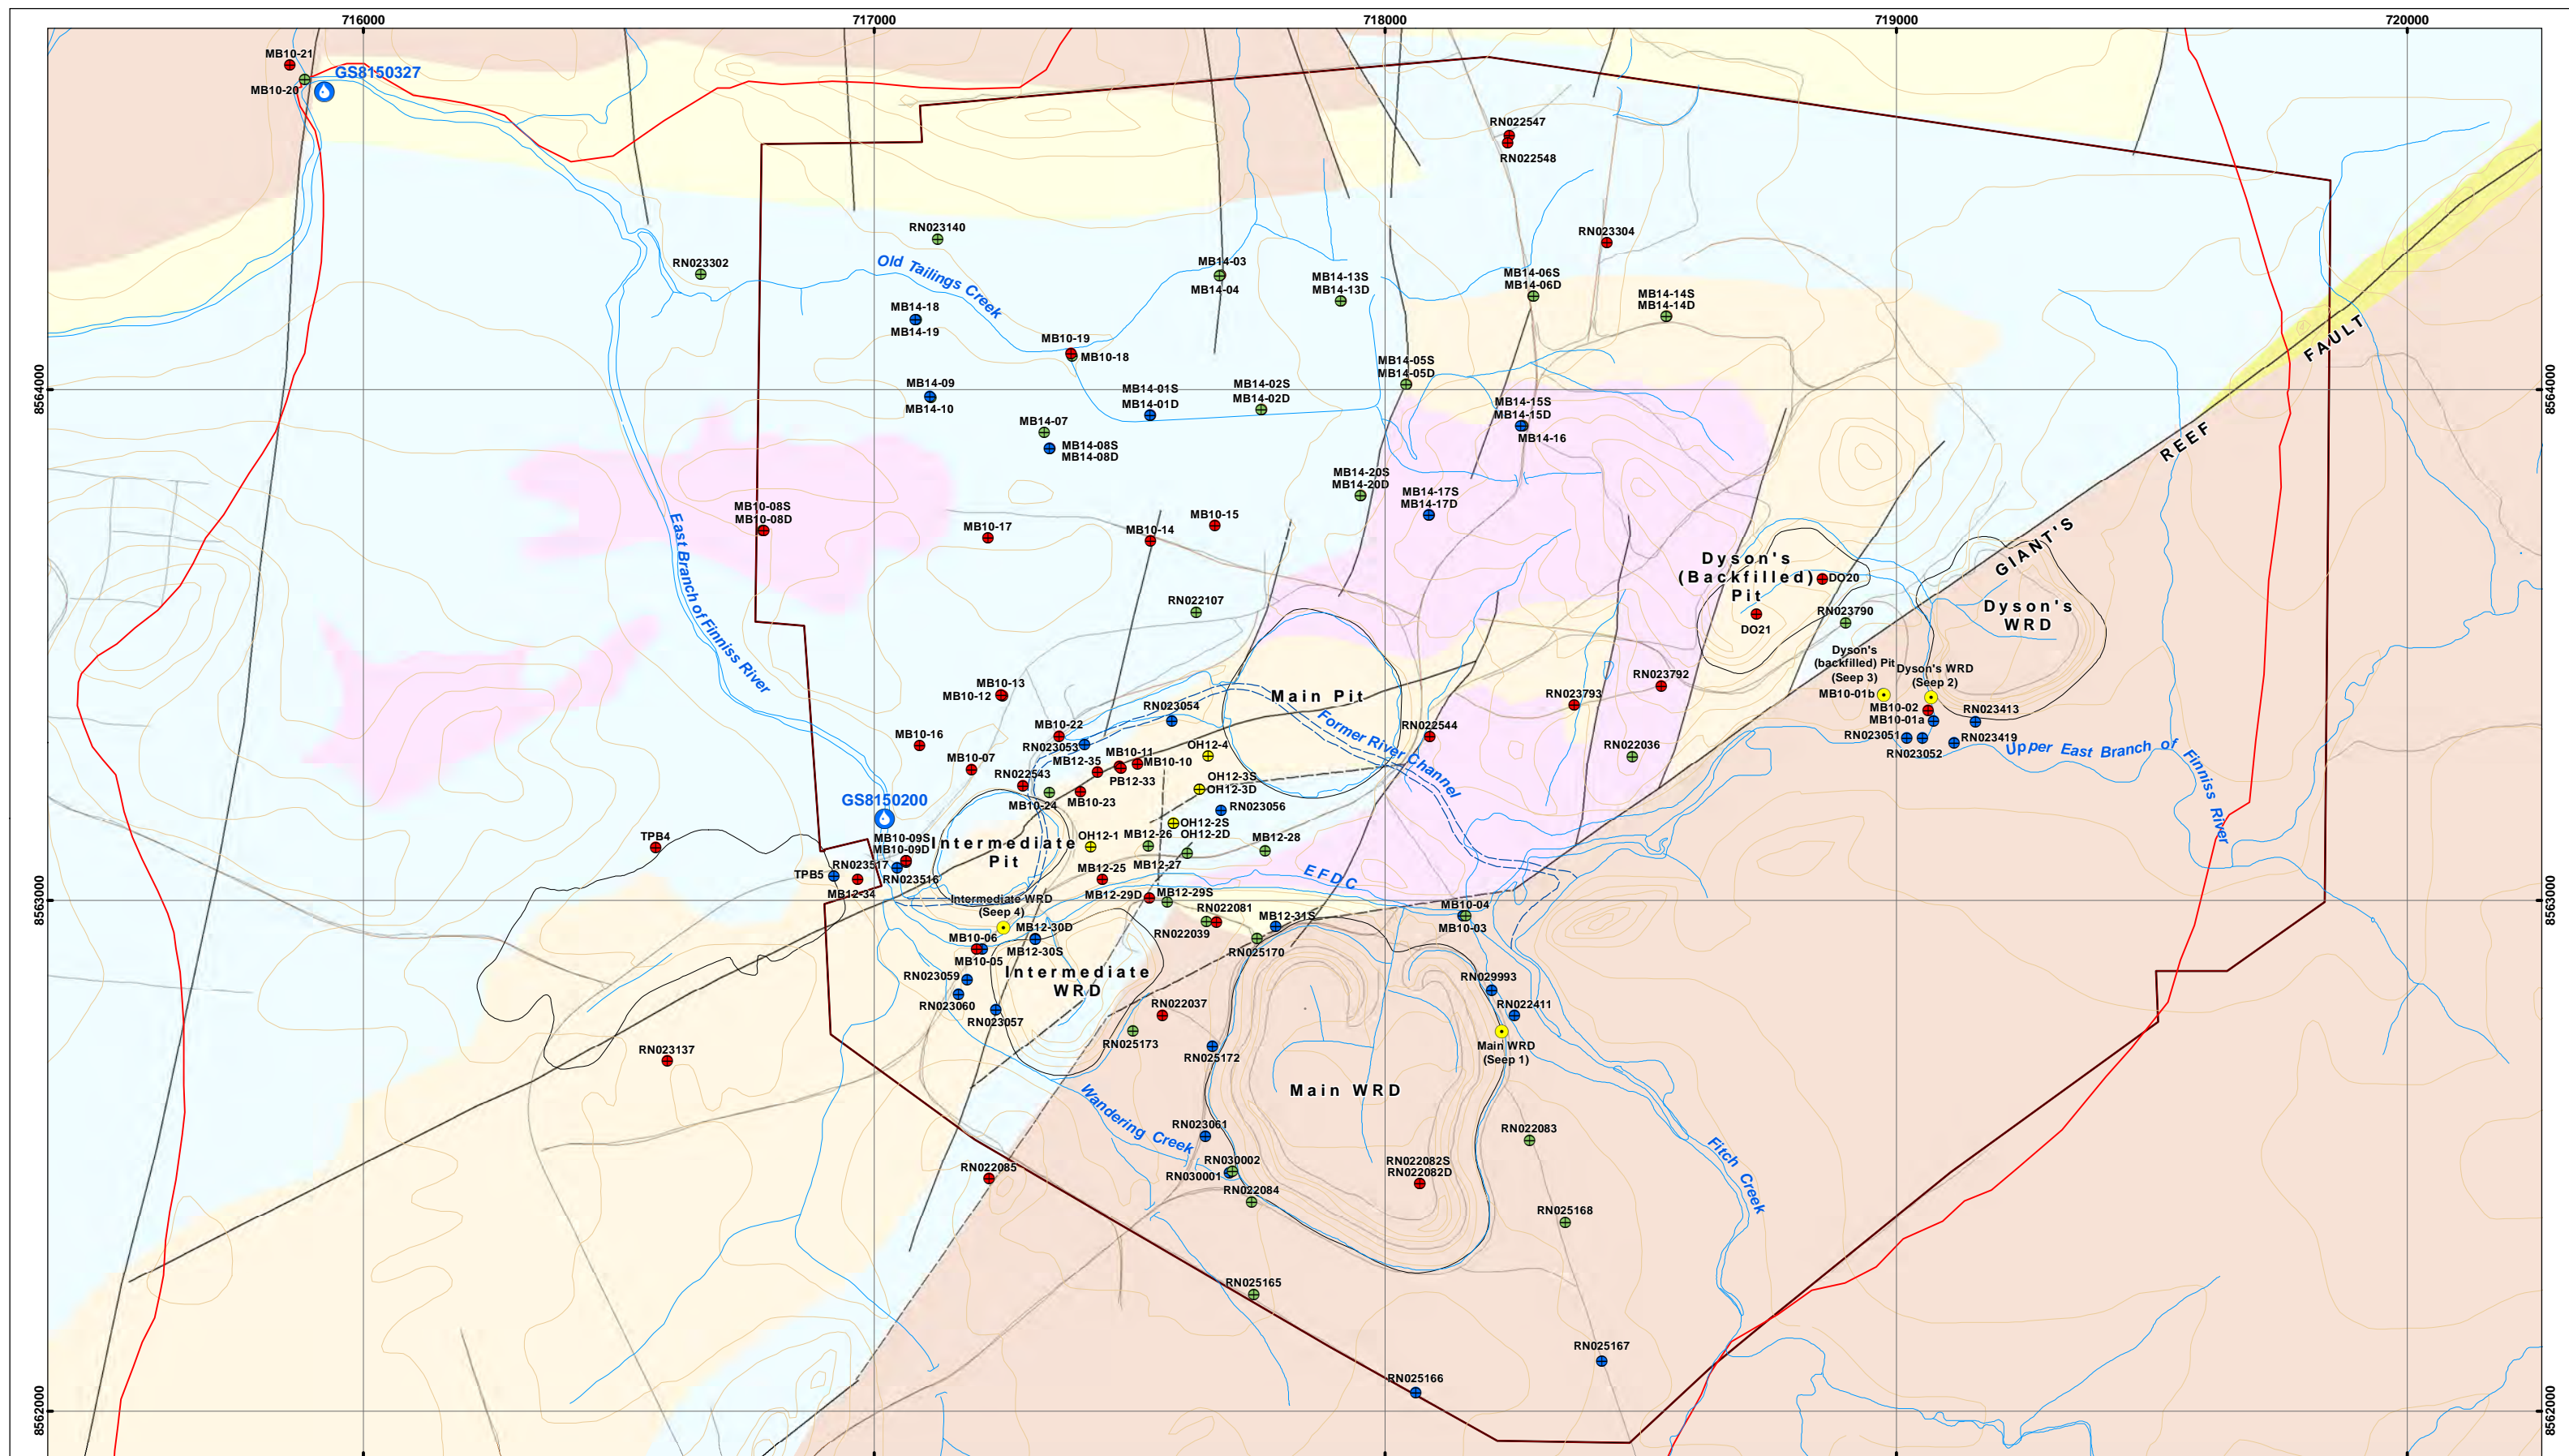 716000
717000
718000
719000
720000
MB10-21
GS8150327
MB10-20
RN022547
RN022548
RN023140
RN023304
RN023302
Old Tailings Creek
MB14-03
MB14-04
MB14-13S
MB14-13D
MB14-06S
MB14-06D
MB14-14S
MB14-14D
MB14-18
MB14-19
MB10-19
MB10-18
MB14-05S
MB14-05D
8564000
8564000
MB14-09
MB14-10
MB14-01S
MB14-01D
MB14-02S
MB14-02D
MB14-07
MB14-08S
MB14-08D
MB14-15S
MB14-15D
MB14-16
GIANT'S REEF FAULT
MB14-20S
MB14-20D
MB14-17S
MB14-17D
MB10-08S
MB10-08D
MB10-17
MB10-14
MB10-15
East Branch of Finniss River
Dyson's
(Backfilled)
Pit
DO20
DO21
RN022107
RN023790
Dyson's
WRD
Dyson's
(backfilled) Pit
(Seep 3)
Dyson's WRD
(Seep 2)
MB10-01b
MB10-02
MB10-01a
RN023413
RN023051
RN023052
RN023419
Upper East Branch of Finniss River
MB10-13
MB10-12
Main Pit
RN023792
RN023793
RN023054
Former River Channel
MB10-22
RN023053
MB10-16
RN022544
RN022036
MB10-07
MB12-35
MB10-11
MB10-10
PB12-33
OH12-4
RN022543
MB10-24
MB10-23
OH12-3S
OH12-3D
RN023056
GS8150200
OH12-2S
OH12-2D
OH12-1
MB12-26
MB12-28
TPB4
MB10-09S
MB10-09D
Intermediate
Pit
RN023517
RN023516
TPB5
MB12-34
MB12-25
MB12-27
EFDC
8563000
8563000
Intermediate WRD
(Seep 4)
MB12-29D
MB12-29S
RN022081
RN022039
MB12-31S
RN025170
MB10-04
MB10-03
MB10-06
MB10-05
MB12-30D
MB12-30S
Intermediate
WRD
RN023059
RN023060
RN023057
RN029993
RN022411
RN022037
RN025173
RN025172
Main WRD
(Seep 1)
RN023137
Main WRD
Wandering Creek
RN023061
RN022083
Fitch Creek
RN030002
RN030001
RN022085
RN022082S
RN022082D
RN022084
RN025168
RN025165
RN025167
RN025166
8562000
8562000